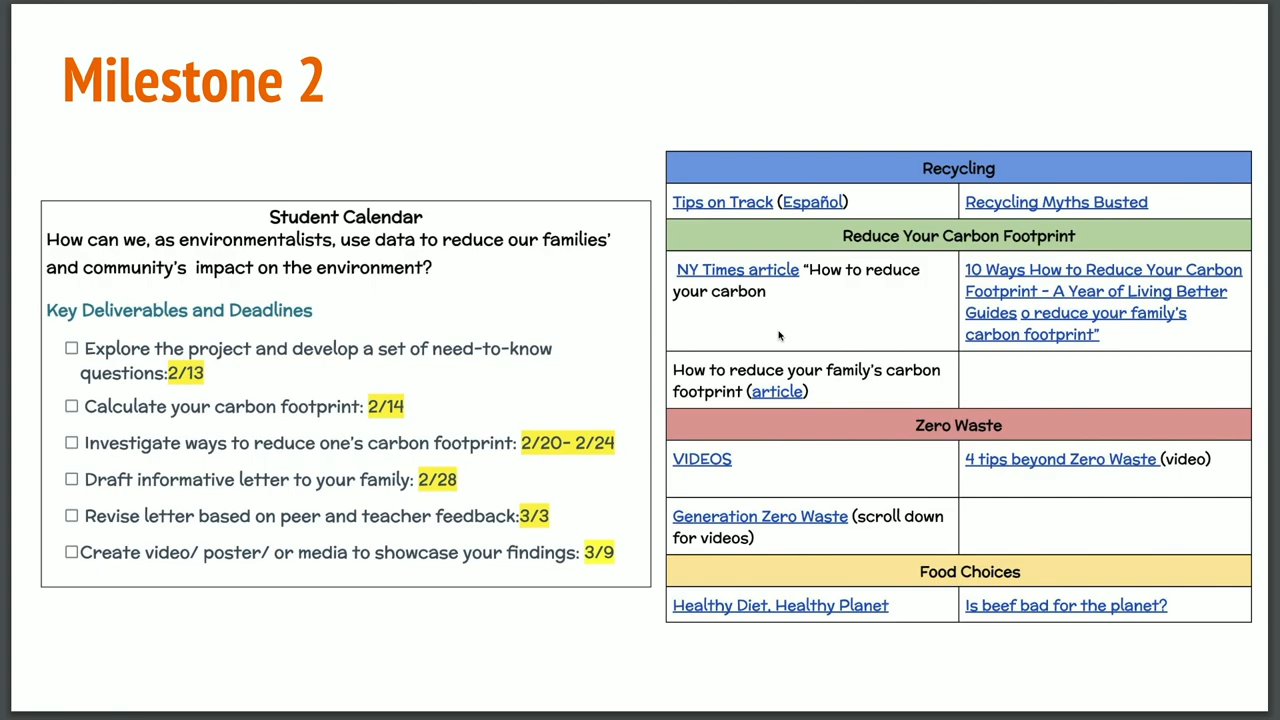 Milestone 2
Student Calendar
How can we, as environmentalists, use data to reduce our families'
and community's impact on the environment?
Key Deliverables and Deadlines
Explore the project and develop a set of need-to-know
questions:2/13
Calculate your carbon footprint: 2/14
Investigate ways to reduce one's carbon footprint: 2/20- 2/24
Draft informative letter to your family: 2/28
Revise letter based on peer and teacher feedback:3/3
Create video/ poster/ or media to showcase your findings: 3/9
Recycling
Tips on Track (Español)
Recycling Myths Busted
Reduce Your Carbon Footprint
NY Times article “How to reduce
your carbon
10 Ways How to Reduce Your Carbon
Footprint - A Year of Living Better
Guides o reduce your family's
carbon footprint”
How to reduce your family's carbon
footprint (article)
Zero Waste
VIDEOS
4 tips beyond Zero Waste (video)
Generation Zero Waste (scroll down
for videos)
Food Choices
Healthy Diet, Healthy Planet
Is beef bad for the planet?